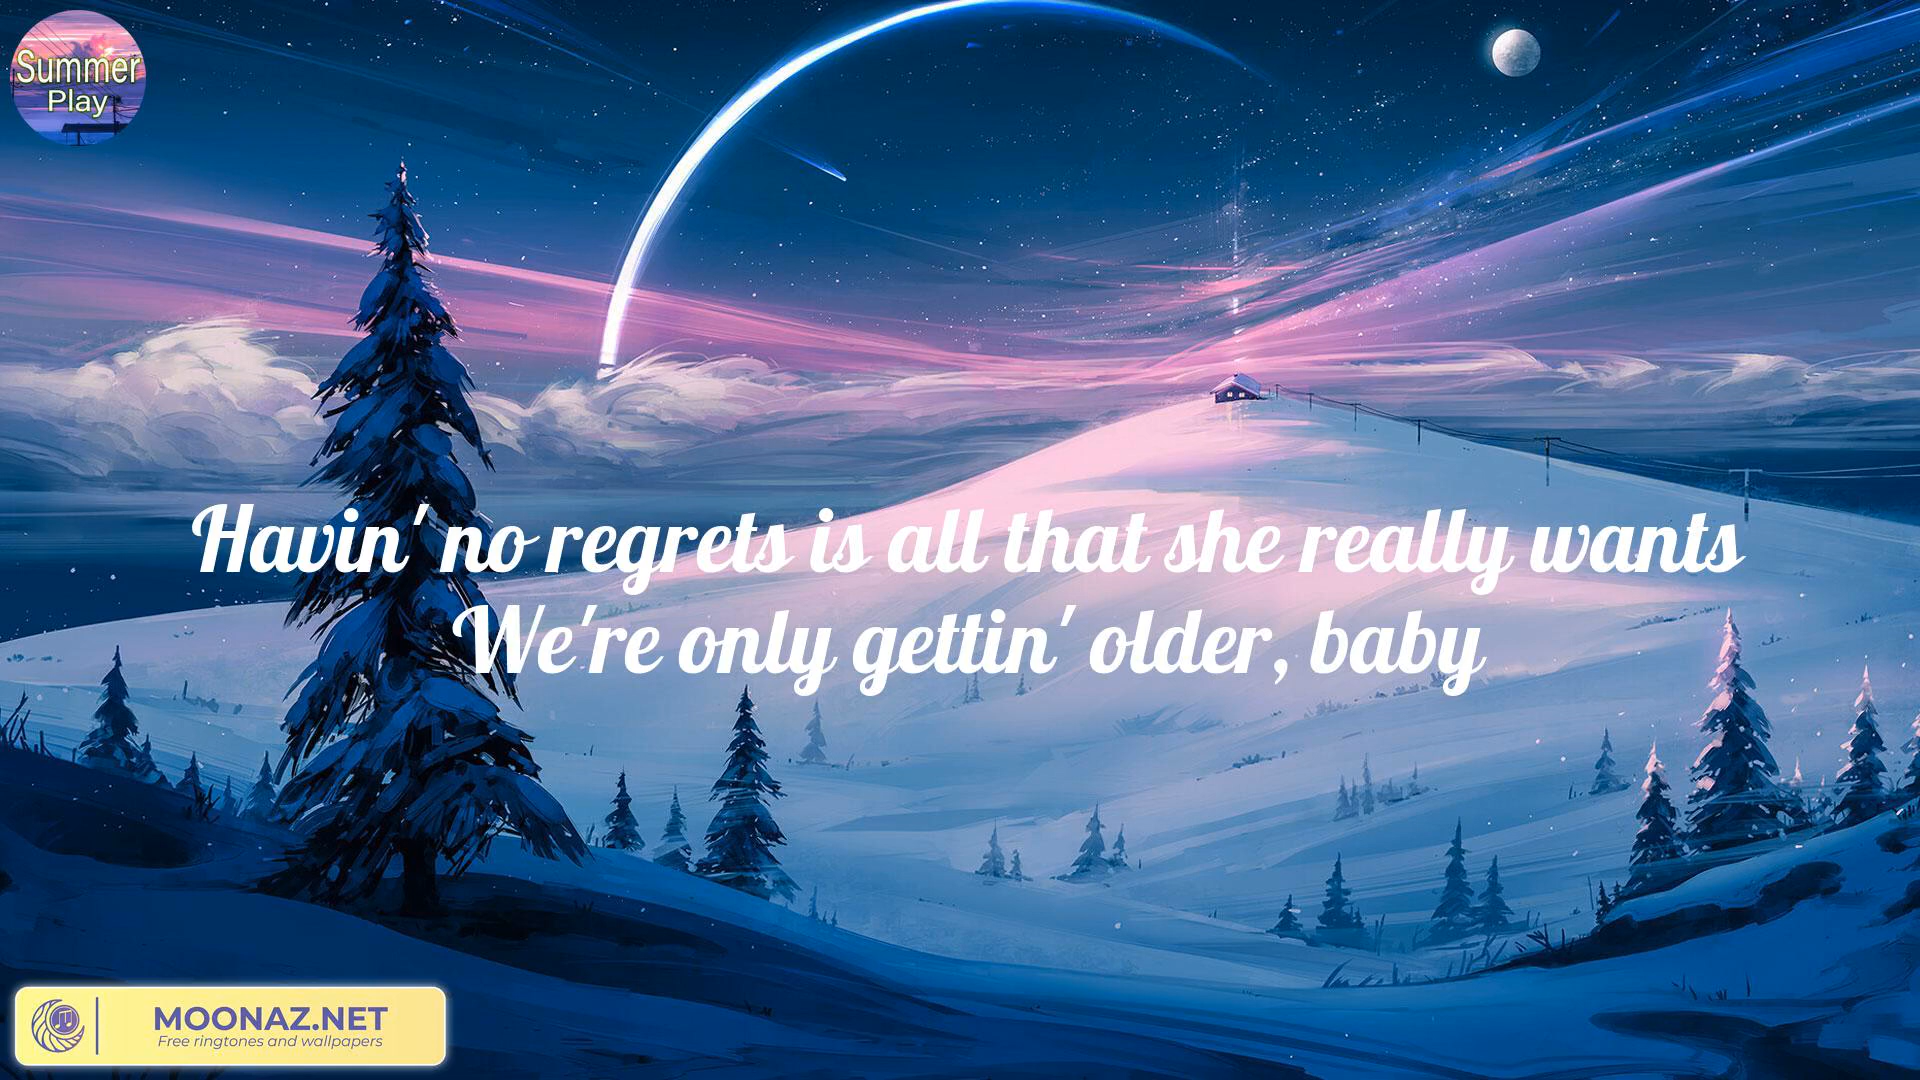 Summer
Play
Havin' no regrets is all that she really wants
We're only gettin' older, baby
MOONAZ.NET
Free ringtones and wallpapers